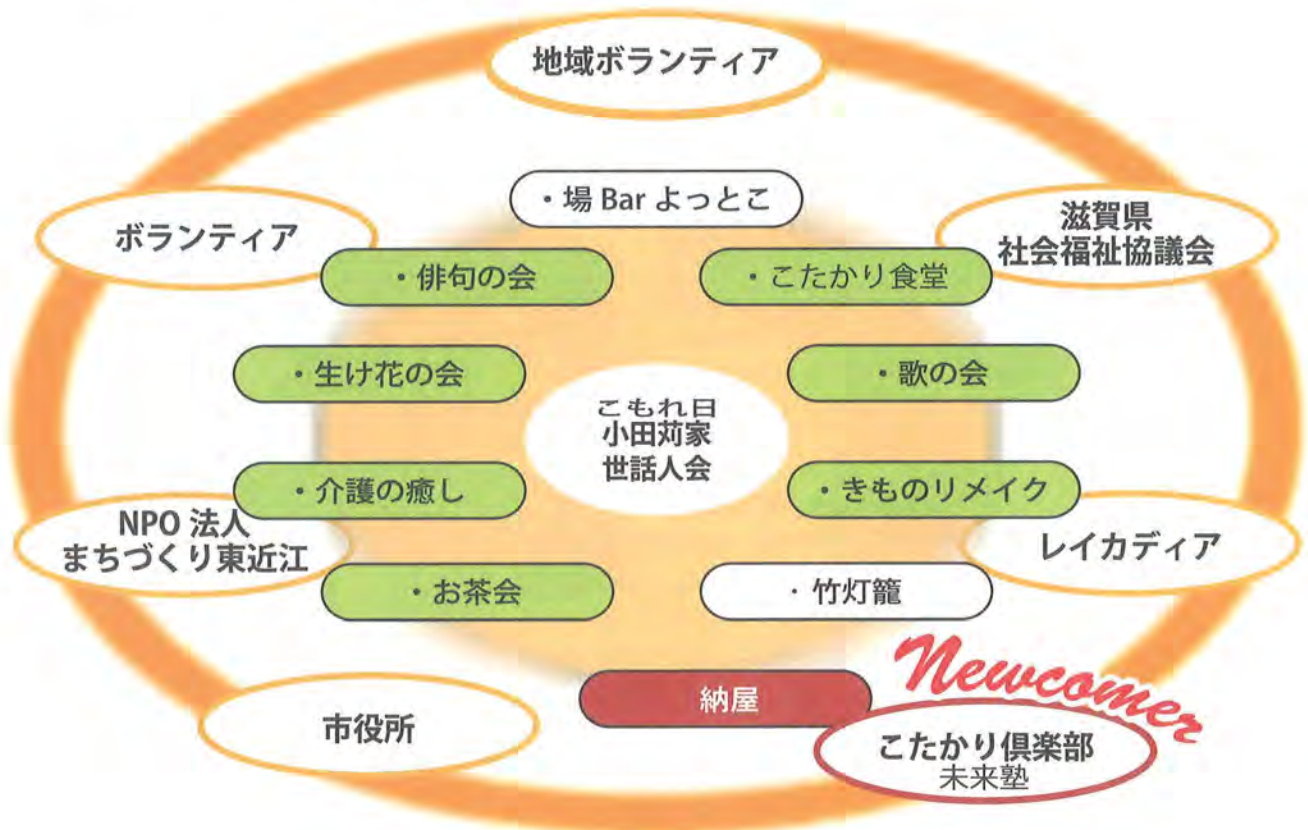 地域ボランティア
・場 Bar よっとこ
ボランティア
滋賀県
社会福祉協議会
・俳句の会
・こたかり食堂
・生け花の会
・歌の会
こもれ日
小田苅家
世話人会
・介護の癒し
・きものリメイク
NPO 法人
まちづくり東近江
レイカディア
・お茶会
・竹灯籠
Newcomer
納屋
市役所
こたかり倶楽部
未来塾